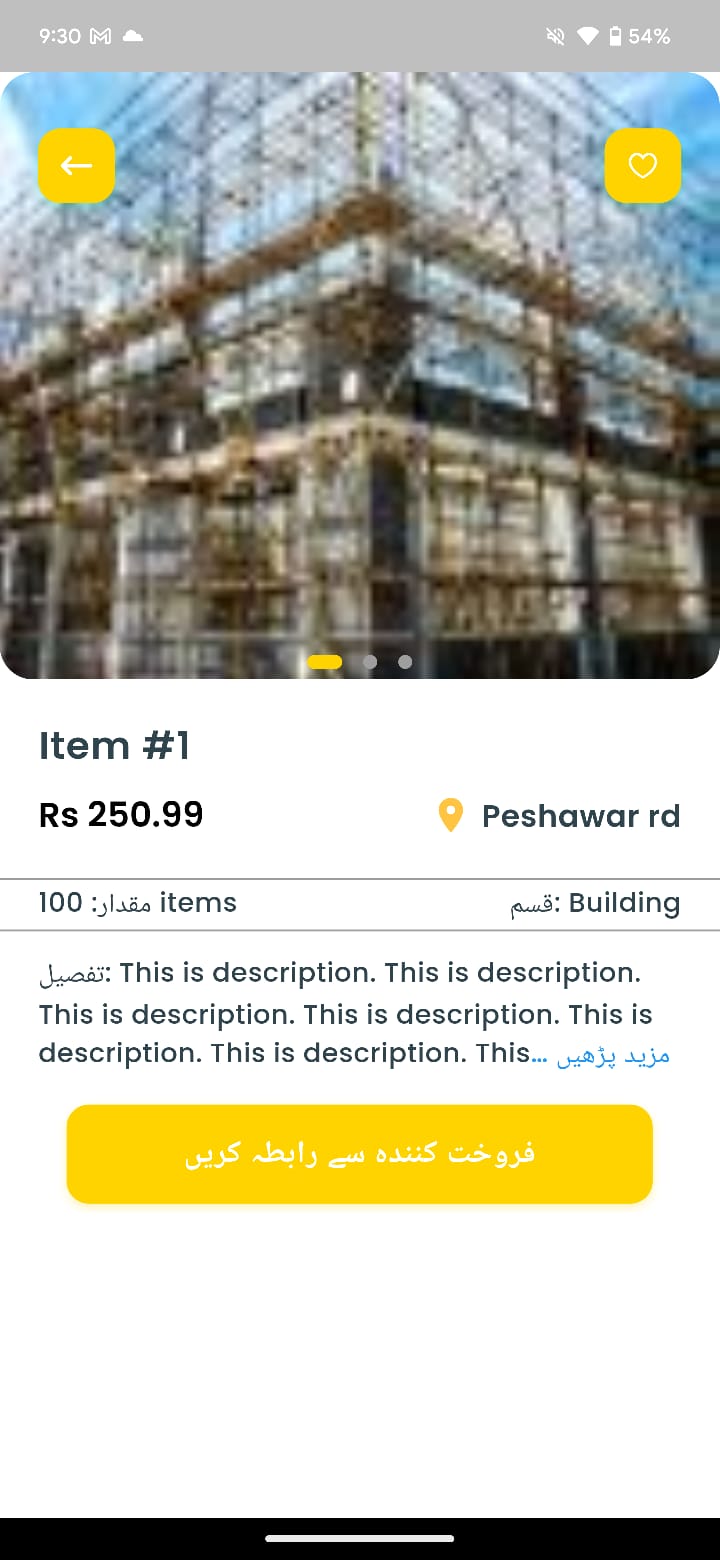 9:30 54%
Item #1
Rs 250.99
Peshawar rd
مقدار: 100 items
قسم: Building
تفصیل: This is description. This is description.
This is description. This is description. This is
description. This is description. This... مزید پڑھیں
فروخت کنندہ سے رابطہ کریں